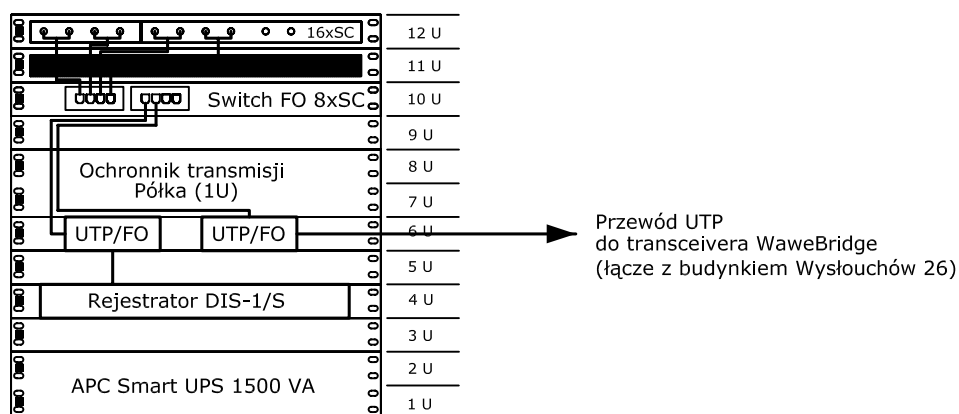 16xSC
12 U
11 U
Switch FO 8xSC
10 U
9 U
Ochronnik transmisji
Półka (1U)
8 U
7 U
UTP/FO
UTP/FO
6 U
Przewód UTP
do transceivera WaweBridge
(łącze z budynkiem Wysłouchów 26)
5 U
Rejestrator DIS-1/S
4 U
3 U
APC Smart UPS 1500 VA
2 U
1 U